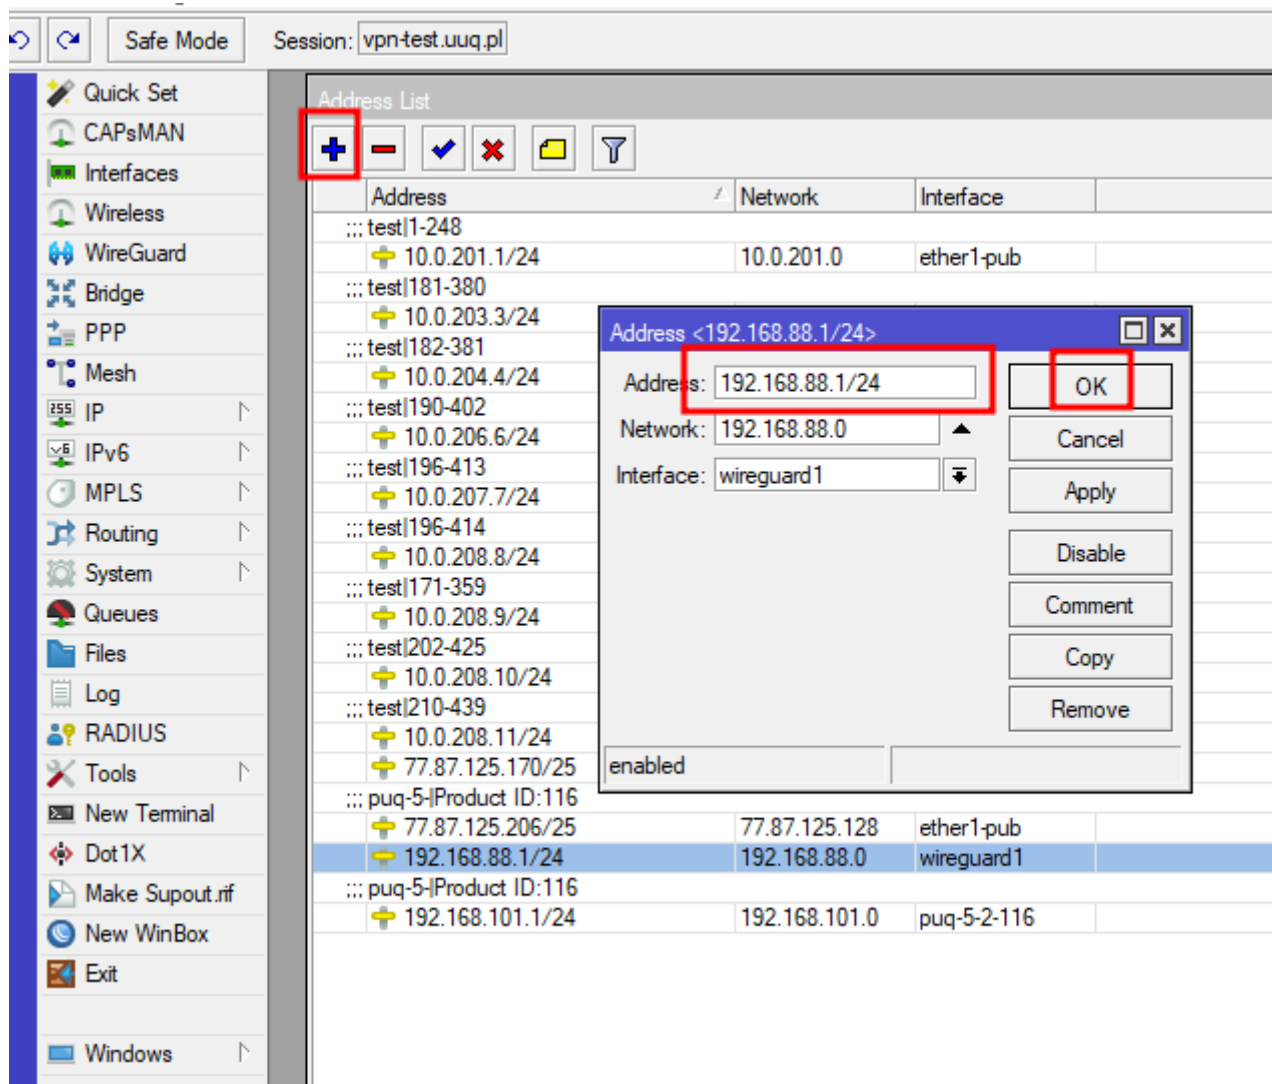 Safe Mode
Session: vpn-test.uuq.pl
Quick Set
CAPsMAN
Interfaces
Wireless
WireGuard
Bridge
PPP
Mesh
255 IP
v6 IPv6
MPLS
Routing
System
Queues
Files
Log
RADIUS
Tools
New Terminal
Dot1X
Make Supout.rif
New WinBox
Exit
Windows
Address List
Address Network Interface
;;; test|1-248
10.0.201.1/24 10.0.201.0 ether1-pub
;;; test|181-380
10.0.203.3/24
;;; test|182-381
10.0.204.4/24
;;; test|190-402
10.0.206.6/24
;;; test|196-413
10.0.207.7/24
;;; test|196-414
10.0.208.8/24
;;; test|171-359
10.0.208.9/24
;;; test|202-425
10.0.208.10/24
;;; test|210-439
10.0.208.11/24
77.87.125.170/25
;;; puq-5-|Product ID:116
77.87.125.206/25 77.87.125.128 ether1-pub
192.168.88.1/24 192.168.88.0 wireguard1
;;; puq-5-|Product ID:116
192.168.101.1/24 192.168.101.0 puq-5-2-116
Address <192.168.88.1/24>
Address: 192.168.88.1/24
Network: 192.168.88.0
Interface: wireguard1
OK
Cancel
Apply
Disable
Comment
Copy
Remove
enabled